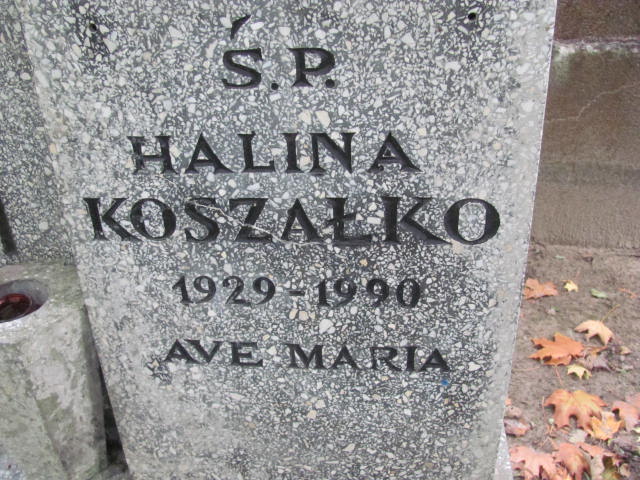 Ś.P.
HALINA
KOSZAŁKO
1929-1990
AVE MARIA